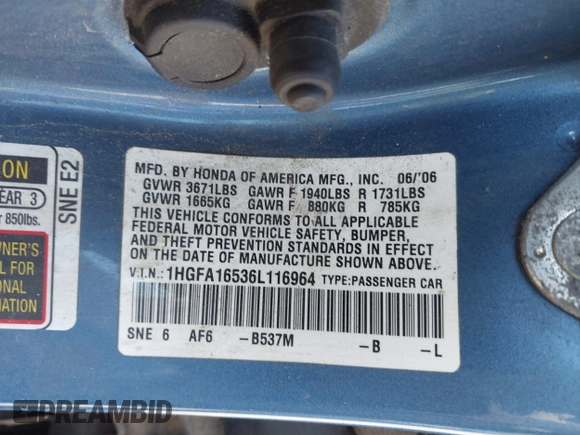 ION
EAR 3
r 850lbs.
WNER'S
L FOR
ONAL
MATION
SNE E2
MFD. BY HONDA OF AMERICA MFG., INC. 06/'06
GVWR 3671LBS GAWR F 1940LBS R 1731LBS
GVWR 1665KG GAWR F 880KG R 785KG
THIS VEHICLE CONFORMS TO ALL APPLICABLE
FEDERAL MOTOR VEHICLE SAFETY, BUMPER,
AND THEFT PREVENTION STANDARDS IN EFFECT
ON THE DATE OF MANUFACTURE SHOWN ABOVE.
V.I.N.: 1HGFA16536L116964 TYPE:PASSENGER CAR
SNE 6 AF6 -B537M -B -L
DREAMBID